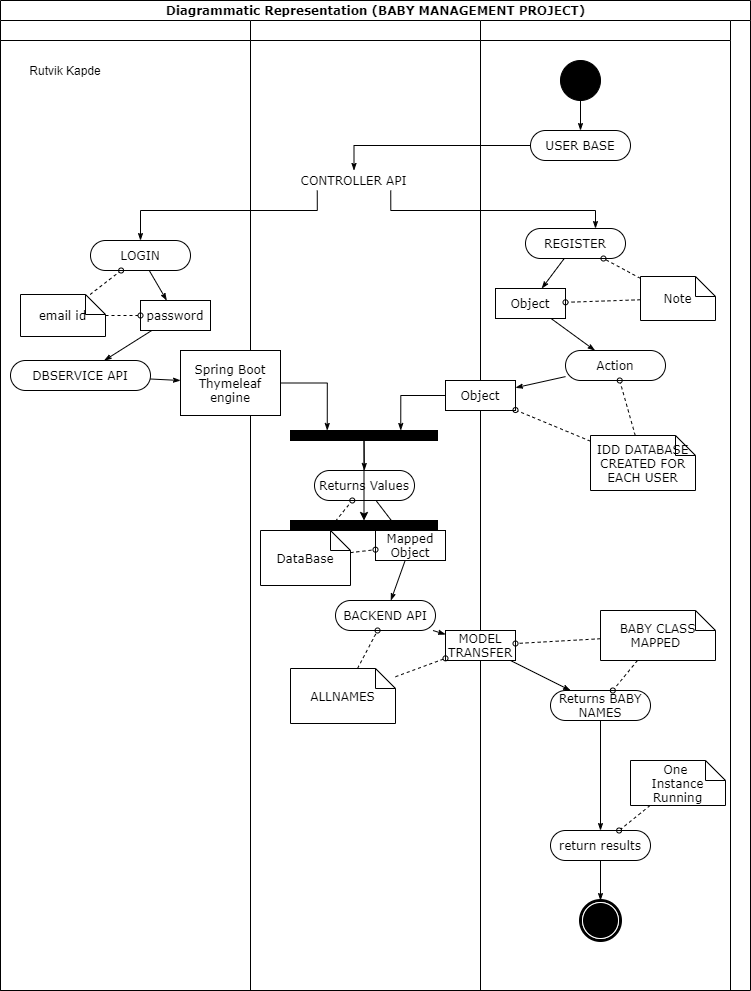 Diagrammatic Representation (BABY MANAGEMENT PROJECT)
Rutvik Kapde
USER BASE
CONTROLLER API
LOGIN
REGISTER
email id
password
Object
Note
DBSERVICE API
Spring Boot
Thymeleaf
engine
Action
Object
IDD DATABASE
CREATED FOR
EACH USER
Returns Values
DataBase
Mapped
Object
BACKEND API
MODEL
TRANSFER
BABY CLASS
MAPPED
ALLNAMES
Returns BABY
NAMES
One
Instance
Running
return results